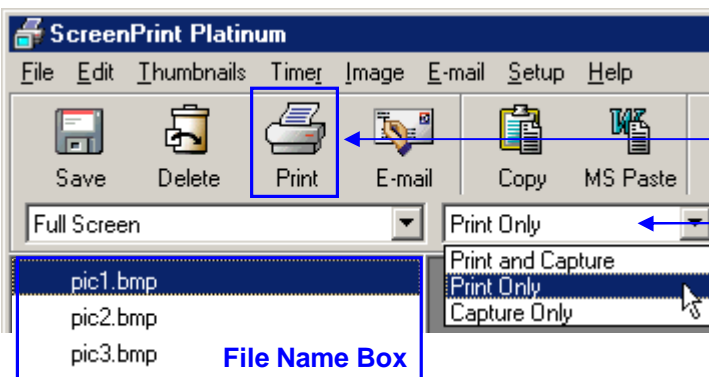 ScreenPrint Platinum
File Edit Thumbnails Timer Image E-mail Setup Help
Save Delete Print E-mail Copy MS Paste
Full Screen Print Only
Print and Capture
Print Only
Capture Only
pic1.bmp
pic2.bmp
pic3.bmp
File Name Box